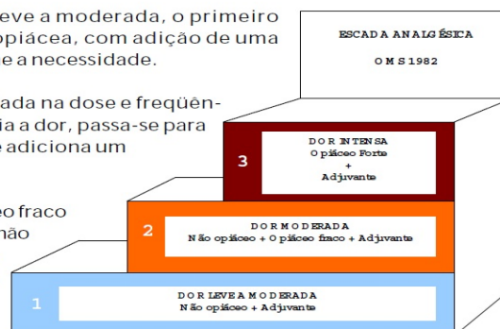 eve a moderada, o primeiro
opiácea, com adição de uma
e a necessidade.
ada na dose e freqüên-
ia a dor, passa-se para
e adiciona um
o fraco
não
ESCADA ANALGÉSICA
OMS 1982
3
DOR INTENSA
Opiáceo Forte
+
Adjuvante
2
DOR MODERADA
Não opiáceo + Opiáceo fraco + Adjuvante
1
DOR LEVE A MODERADA
Não opiáceo + Adjuvante